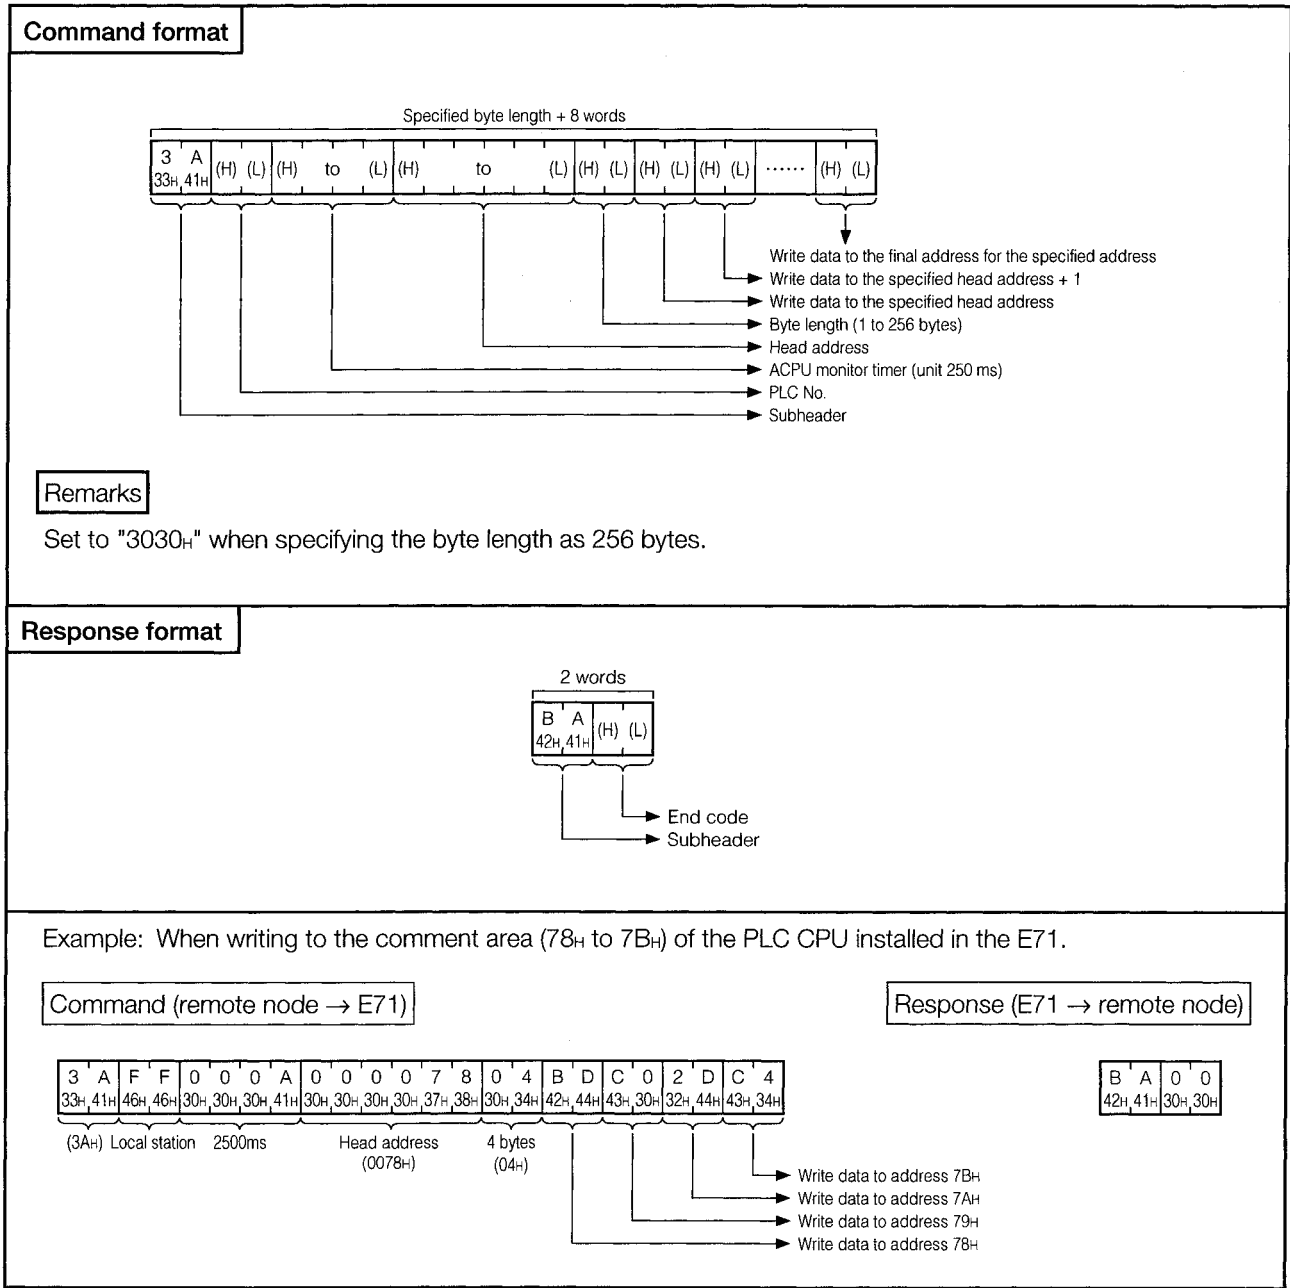 Command format
Specified byte length + 8 words
3 A (H) (L) (H) to (L) (H) to (L) (H) (L) (H) (L) (H) (L) ...... (H) (L)
33H 41H
Write data to the final address for the specified address
Write data to the specified head address + 1
Write data to the specified head address
Byte length (1 to 256 bytes)
Head address
ACPU monitor timer (unit 250 ms)
PLC No.
Subheader
Remarks
Set to "3030H" when specifying the byte length as 256 bytes.
Response format
2 words
B A (H) (L)
42H 41H
End code
Subheader
Example: When writing to the comment area (78H to 7BH) of the PLC CPU installed in the E71.
Command (remote node → E71)
Response (E71 → remote node)
3 A F F 0 0 0 A 0 0 0 0 7 8 0 4 B D C 0 2 D C 4
33H 41H 46H 46H 30H 30H 30H 41H 30H 30H 30H 30H 37H 38H 30H 34H 42H 44H 43H 30H 32H 44H 43H 34H
B A 0 0
42H 41H 30H 30H
(3AH) Local station 2500ms Head address 4 bytes
(0078H) (04H)
Write data to address 7BH
Write data to address 7AH
Write data to address 79H
Write data to address 78H